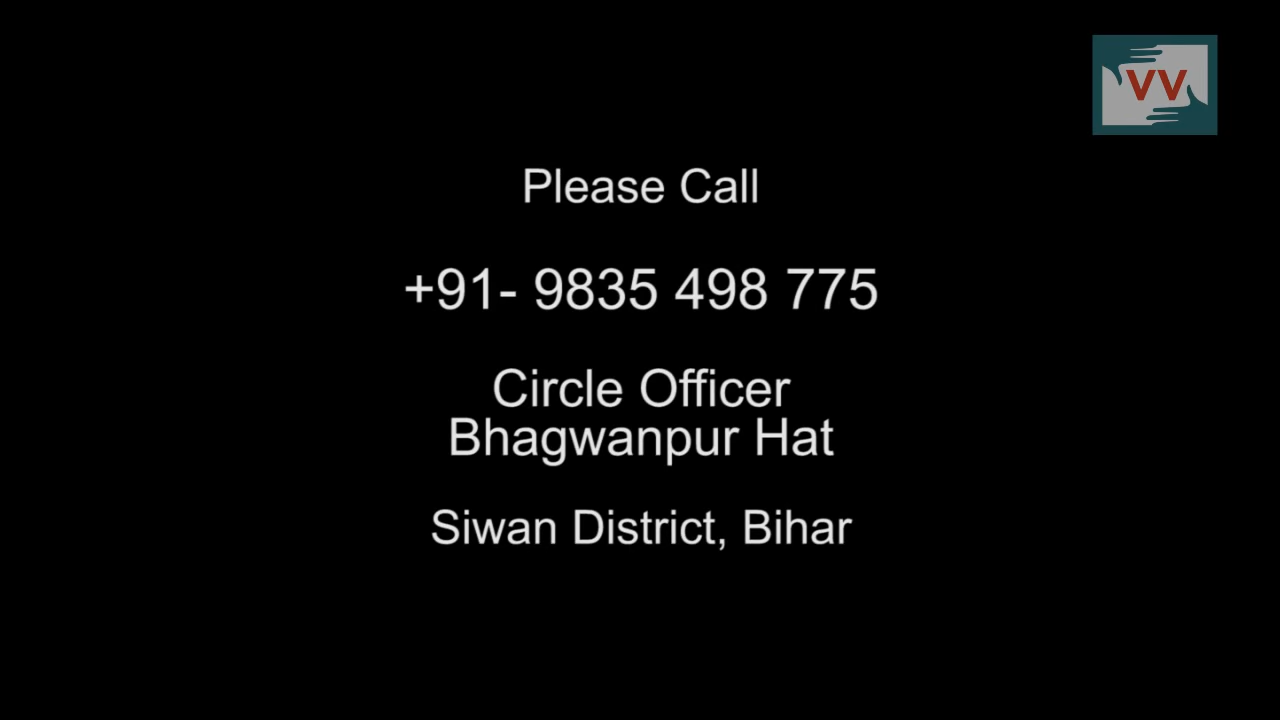 VV
Please Call
+91- 9835 498 775
Circle Officer
Bhagwanpur Hat
Siwan District, Bihar